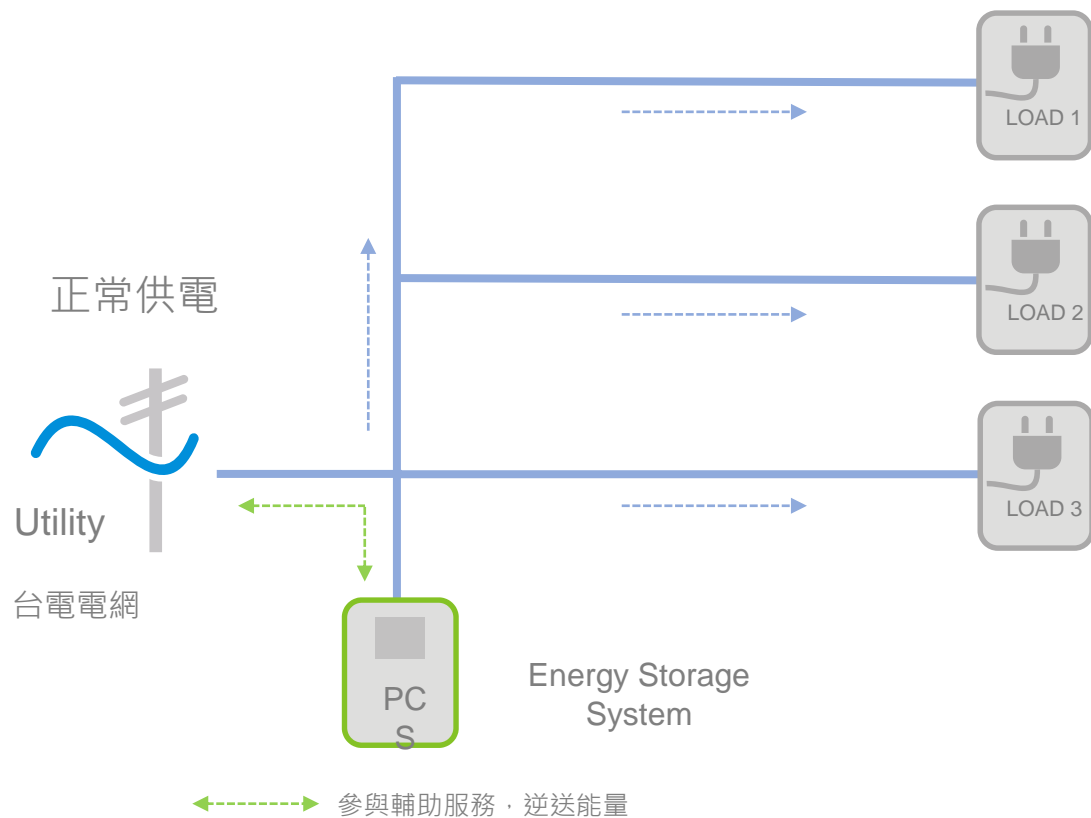 LOAD 1
正常供電
LOAD 2
Utility
LOAD 3
台電電網
PC
S
Energy Storage
System
參與輔助服務，逆送能量